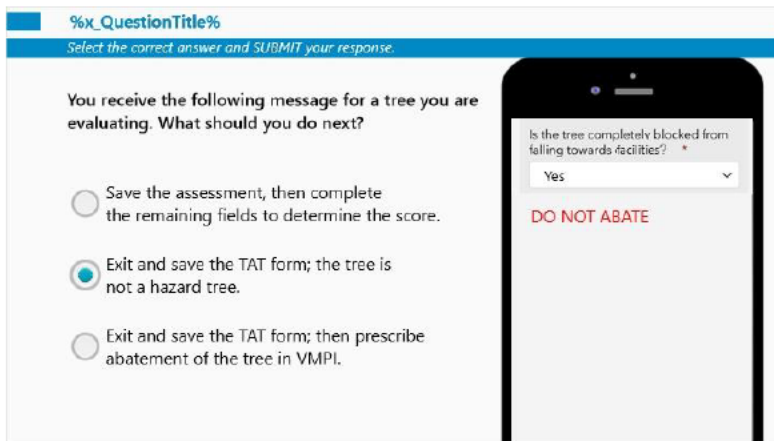 %x_QuestionTitle%
Select the correct answer and SUBMIT your response.
You receive the following message for a tree you are
evaluating. What should you do next?
Save the assessment, then complete
the remaining fields to determine the score.
Exit and save the TAT form; the tree is
not a hazard tree.
Exit and save the TAT form; then prescribe
abatement of the tree in VMPI.
Is the tree completely blocked from
falling towards facilities? *
Yes
DO NOT ABATE